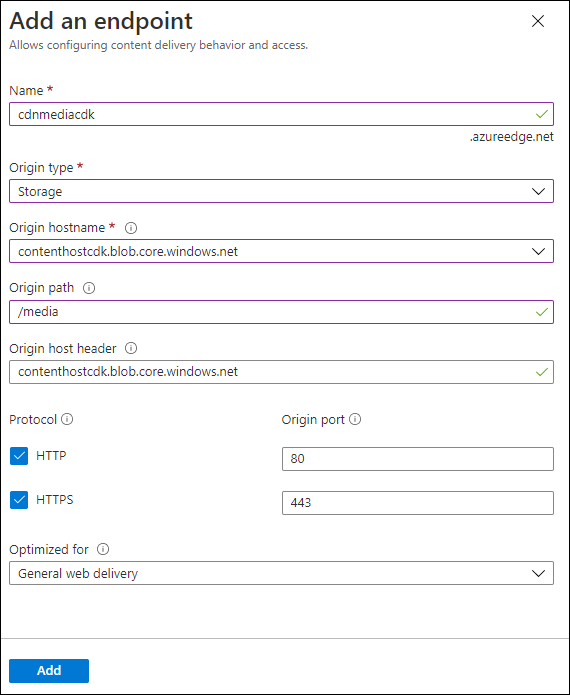 Add an endpoint
Allows configuring content delivery behavior and access.
Name *
cdnmediacdk
.azureedge.net
Origin type *
Storage
Origin hostname *
contenthostcdk.blob.core.windows.net
Origin path
/media
Origin host header
contenthostcdk.blob.core.windows.net
Protocol Origin port
HTTP 80
HTTPS 443
Optimized for
General web delivery
Add